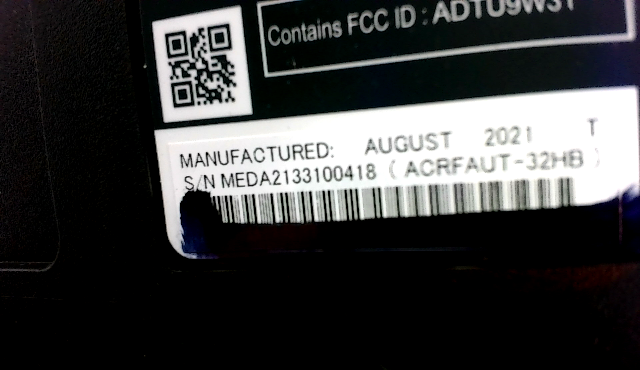 Contains FCC ID : ADTU9W31
MANUFACTURED: AUGUST 2021 T
S/N MEDA2133100418 ( ACRFAUT-32HB )